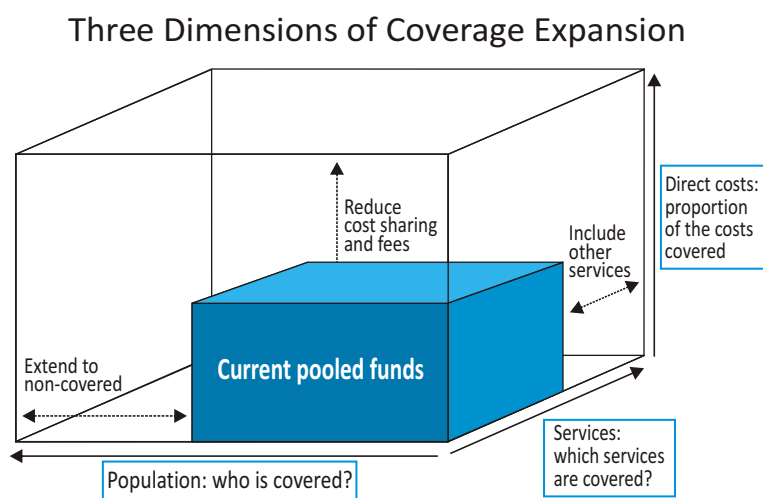 Three Dimensions of Coverage Expansion
Reduce
cost sharing
and fees
Include
other
services
Direct costs:
proportion
of the costs
covered
Extend to
non-covered
Current pooled funds
Services:
which services
are covered?
Population: who is covered?